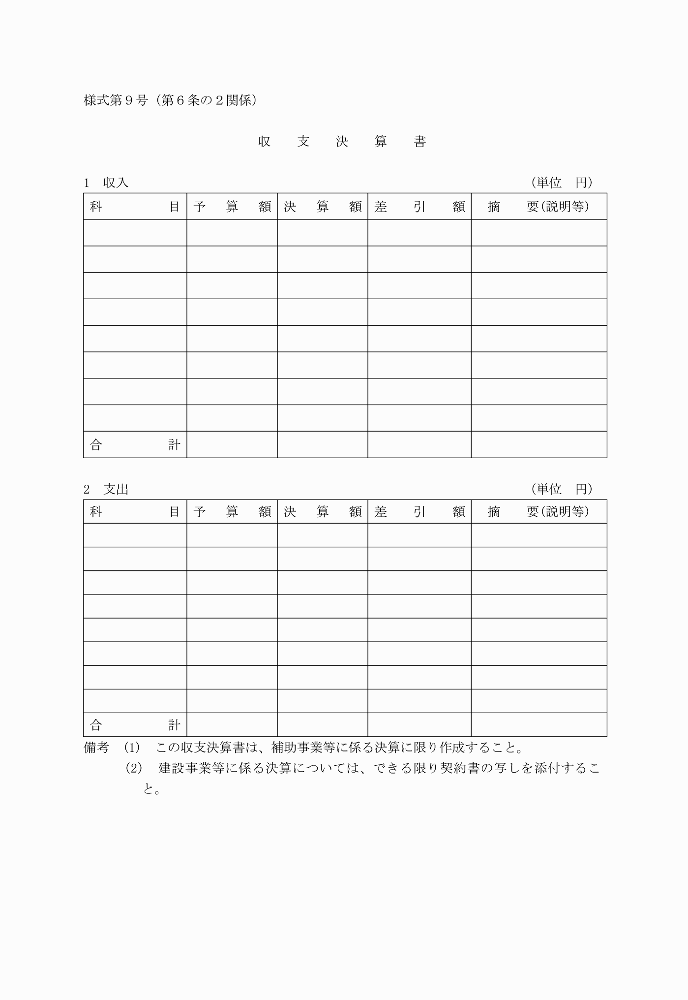 様式第９号（第６条の２関係）
収　　支　　決　　算　　書
1　収入　　　　　　　　　　（単位　円）
科　　　　　目　予　算　額　決　算　額　差　引　額　摘　　要(説明等)
合　　　　　計
2　支出　　　　　　　　　　（単位　円）
科　　　　　目　予　算　額　決　算　額　差　引　額　摘　　要(説明等)
合　　　　　計
備考　(1)　この収支決算書は、補助事業等に係る決算に限り作成すること。
(2)　建設事業等に係る決算については、できる限り契約書の写しを添付するこ
と。